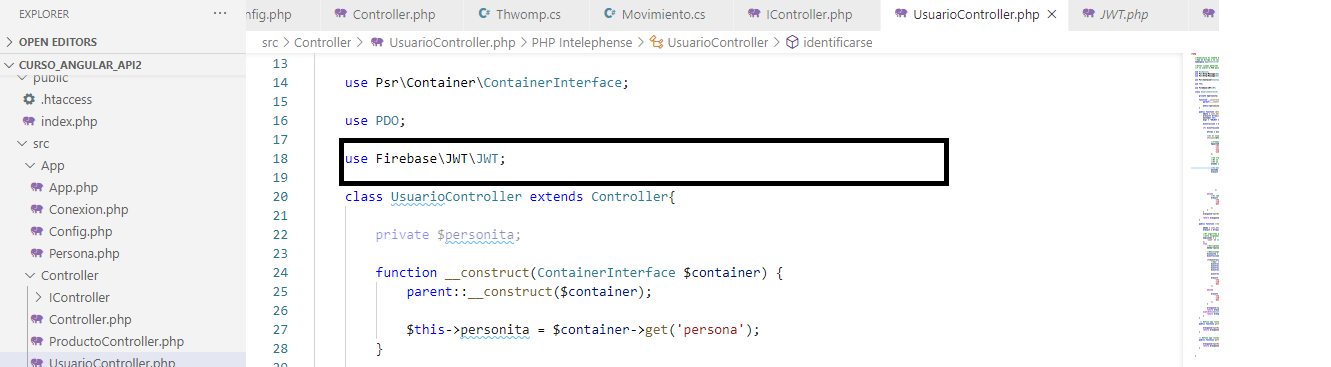 EXPLORER ···
OPEN EDITORS
CURSO_ANGULAR_API2
public
.htaccess
index.php
src
App
App.php
Conexion.php
Config.php
Persona.php
Controller
IController
Controller.php
ProductoController.php
UsuarioController.php
nfig.php Controller.php Thwomp.cs Movimiento.cs IController.php UsuarioController.php JWT.php
src > Controller > UsuarioController.php > PHP Intelephense > UsuarioController > identificarse
13
14 use Psr\Container\ContainerInterface;
15
16 use PDO;
17
18 use Firebase\JWT\JWT;
19
20 class UsuarioController extends Controller{
21
22 private $personita;
23
24 function __construct(ContainerInterface $container) {
25 parent::__construct($container);
26
27 $this->personita = $container->get('persona');
28 }